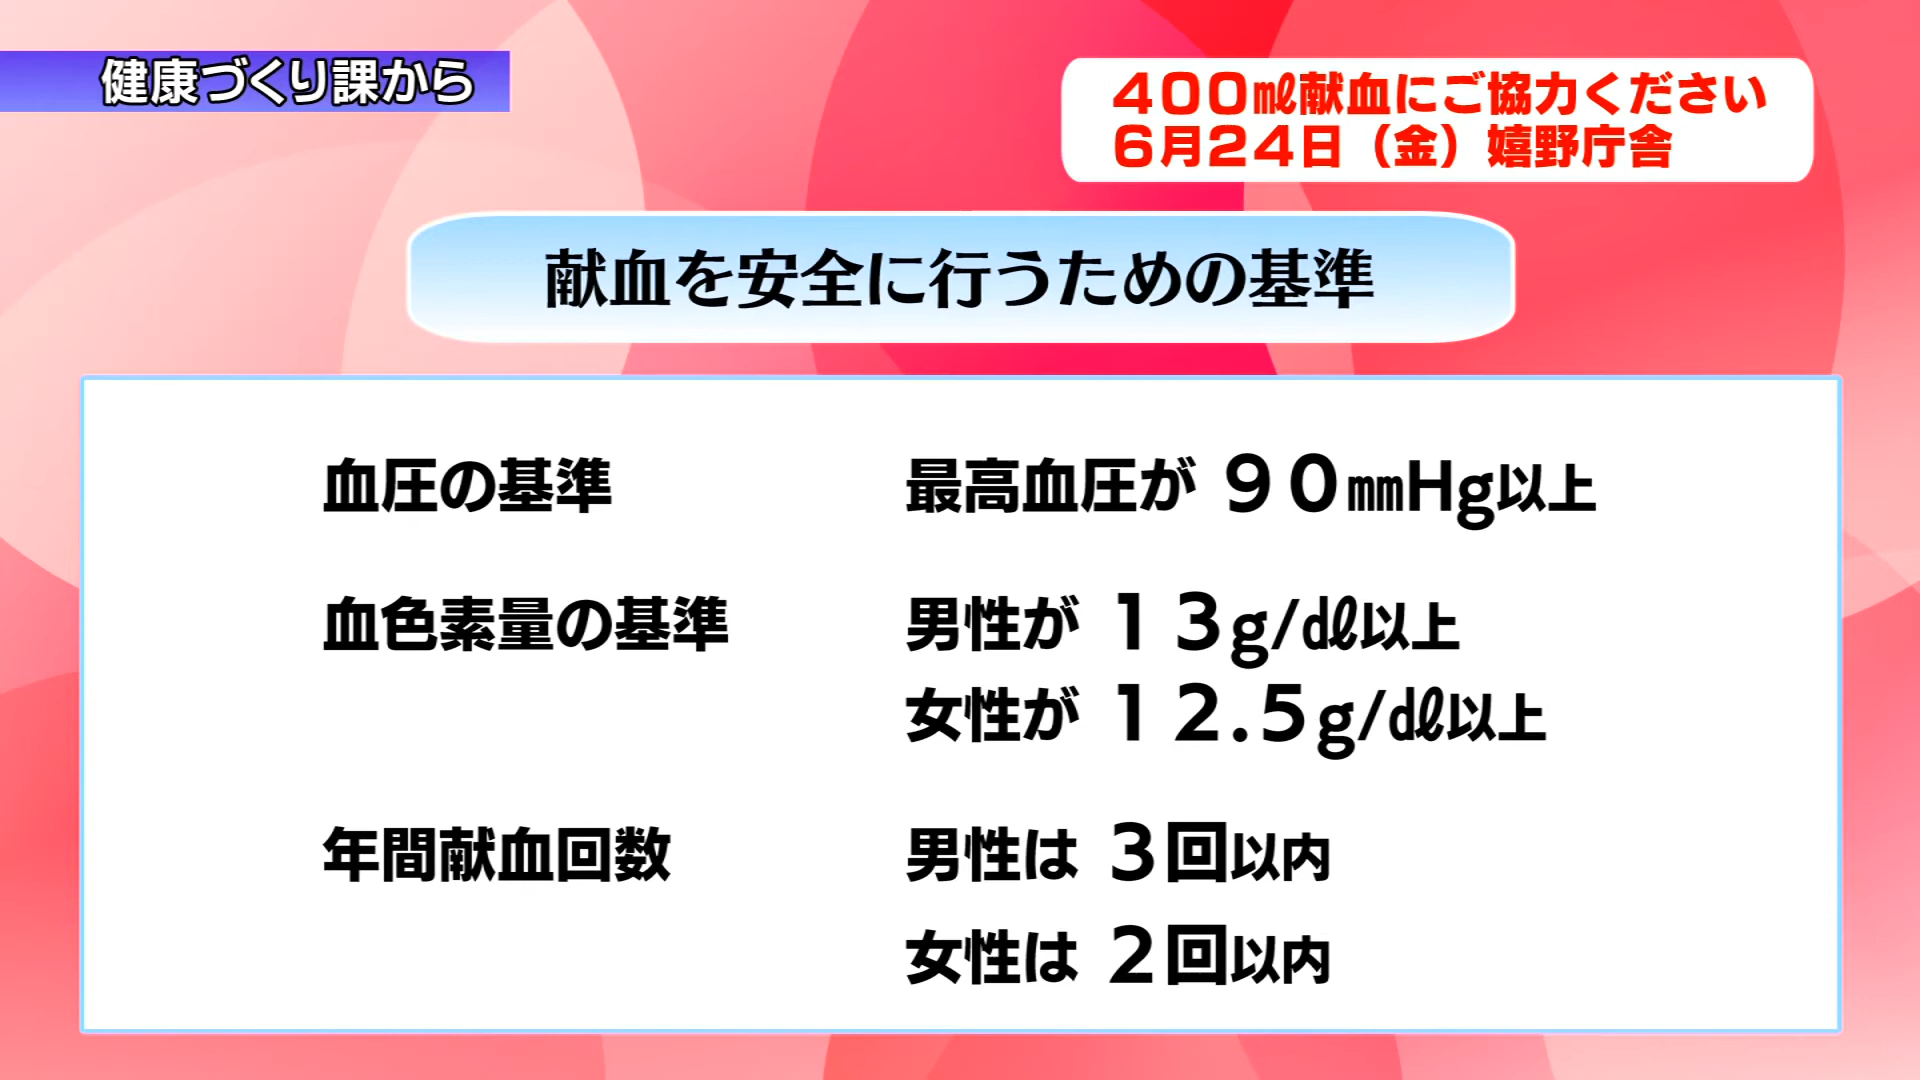 健康づくり課から
４００㎖献血にご協力ください
６月２４日（金）嬉野庁舎
献血を安全に行うための基準
血圧の基準 最高血圧が ９０㎜Hg以上
血色素量の基準 男性が １３g/㎗以上
女性が １２.５g/㎗以上
年間献血回数 男性は ３回以内
女性は ２回以内